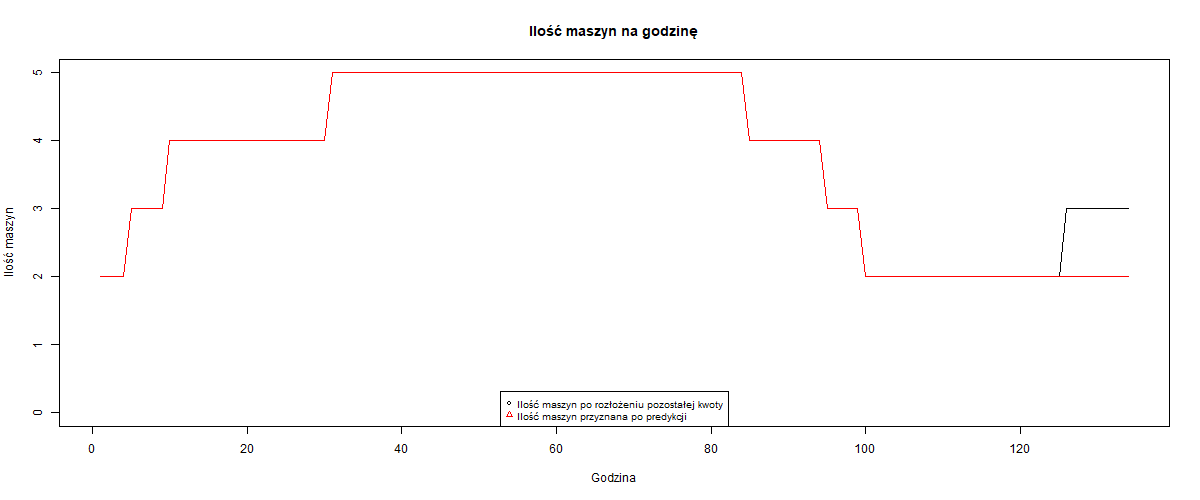 Ilość maszyn na godzinę
Ilość maszyn
5
4
3
2
1
0
Ilość maszyn po rozłożeniu pozostałej kwoty
Ilość maszyn przyznana po predykcji
0 20 40 60 80 100 120
Godzina